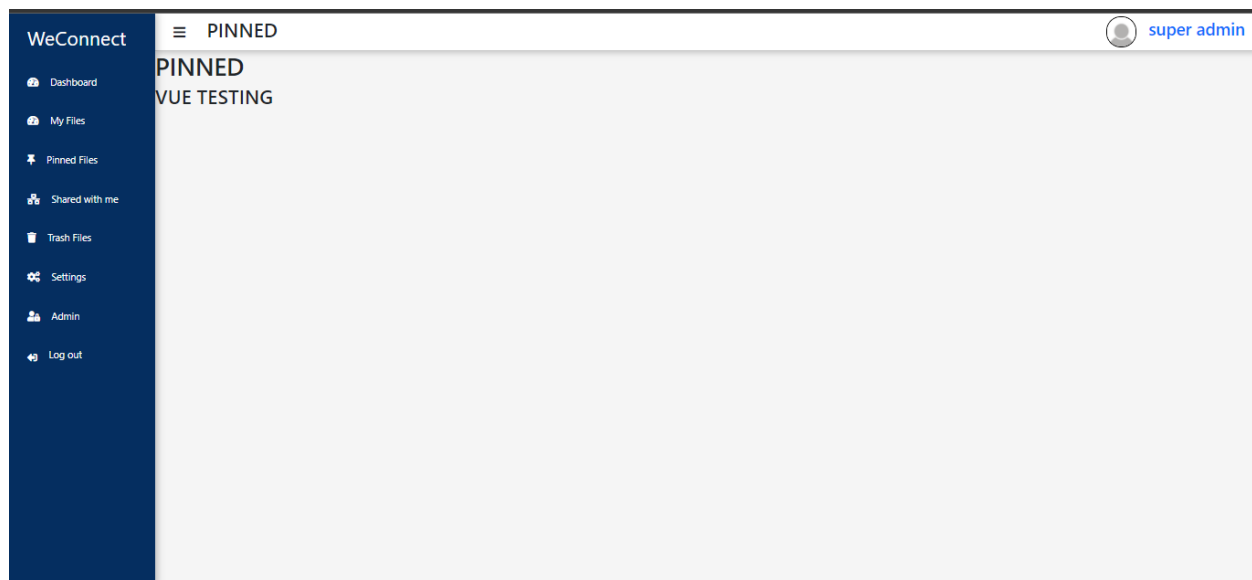 WeConnect
Dashboard
My Files
Pinned Files
Shared with me
Trash Files
Settings
Admin
Log out
PINNED
super admin
PINNED
VUE TESTING